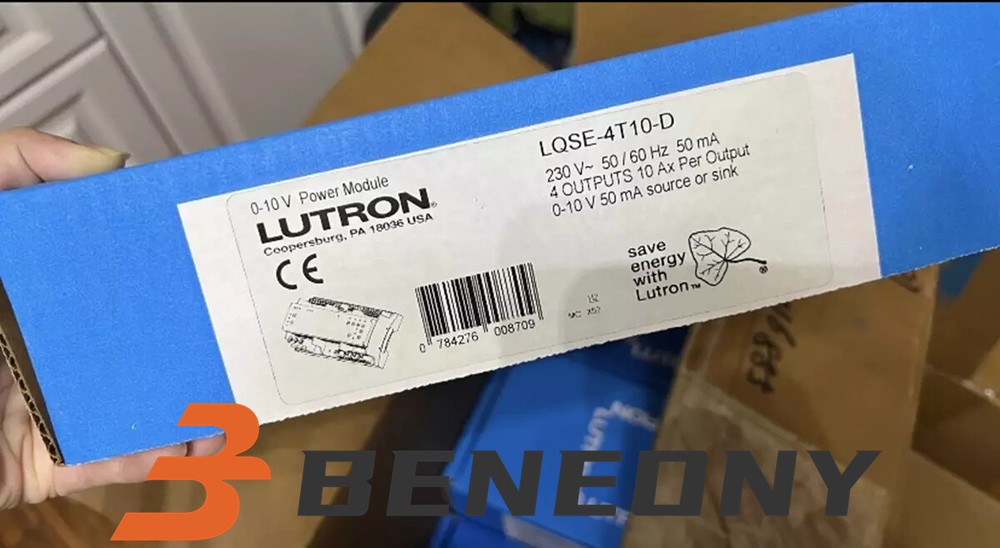 0-10 V Power Module
LUTRON®
Coopersburg, PA 18036 USA
CE
0 784276 008709
LQSE-4T10-D
230 V~ 50 / 60 Hz 50 mA
4 OUTPUTS 10 Ax Per Output
0-10 V 50 mA source or sink
save
energy
with
Lutron™
®
LUTRON
BENEONY